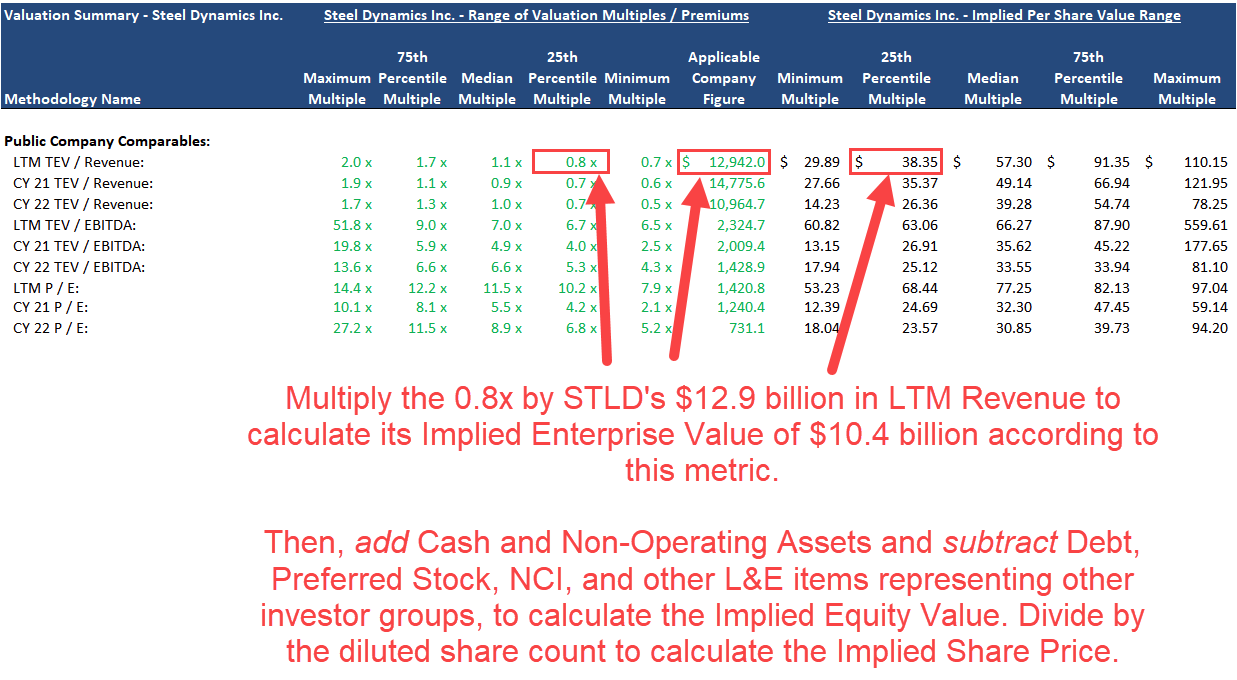 Valuation Summary - Steel Dynamics Inc. Steel Dynamics Inc. - Range of Valuation Multiples / Premiums Steel Dynamics Inc. - Implied Per Share Value Range
75th 25th Applicable 25th 75th
Maximum Percentile Median Percentile Minimum Company Minimum Percentile Median Percentile Maximum
Methodology Name Multiple Multiple Multiple Multiple Multiple Figure Multiple Multiple Multiple Multiple Multiple
Public Company Comparables:
LTM TEV / Revenue: 2.0 x 1.7 x 1.1 x 0.8 x 0.7 x $ 12,942.0 $ 29.89 $ 38.35 $ 57.30 $ 91.35 $ 110.15
CY 21 TEV / Revenue: 1.9 x 1.1 x 0.9 x 0.7 x 0.6 x 14,775.6 27.66 35.37 49.14 66.94 121.95
CY 22 TEV / Revenue: 1.7 x 1.3 x 1.0 x 0.7 x 0.5 x 10,964.7 14.23 26.36 39.28 54.74 78.25
LTM TEV / EBITDA: 51.8 x 9.0 x 7.0 x 6.7 x 6.5 x 2,324.7 60.82 63.06 66.27 87.90 559.61
CY 21 TEV / EBITDA: 19.8 x 5.9 x 4.9 x 4.0 x 2.5 x 2,009.4 13.15 26.91 35.62 45.22 177.65
CY 22 TEV / EBITDA: 13.6 x 6.6 x 6.6 x 5.3 x 4.3 x 1,428.9 17.94 25.12 33.55 33.94 81.10
LTM P / E: 14.4 x 12.2 x 11.5 x 10.2 x 7.9 x 1,420.8 53.23 68.44 77.25 82.13 97.04
CY 21 P / E: 10.1 x 8.1 x 5.5 x 4.2 x 2.1 x 1,240.4 12.39 24.69 32.30 47.45 59.14
CY 22 P / E: 27.2 x 11.5 x 8.9 x 6.8 x 5.2 x 731.1 18.04 23.57 30.85 39.73 94.20
Multiply the 0.8x by STLD's $12.9 billion in LTM Revenue to
calculate its Implied Enterprise Value of $10.4 billion according to
this metric.
Then, add Cash and Non-Operating Assets and subtract Debt,
Preferred Stock, NCI, and other L&E items representing other
investor groups, to calculate the Implied Equity Value. Divide by
the diluted share count to calculate the Implied Share Price.